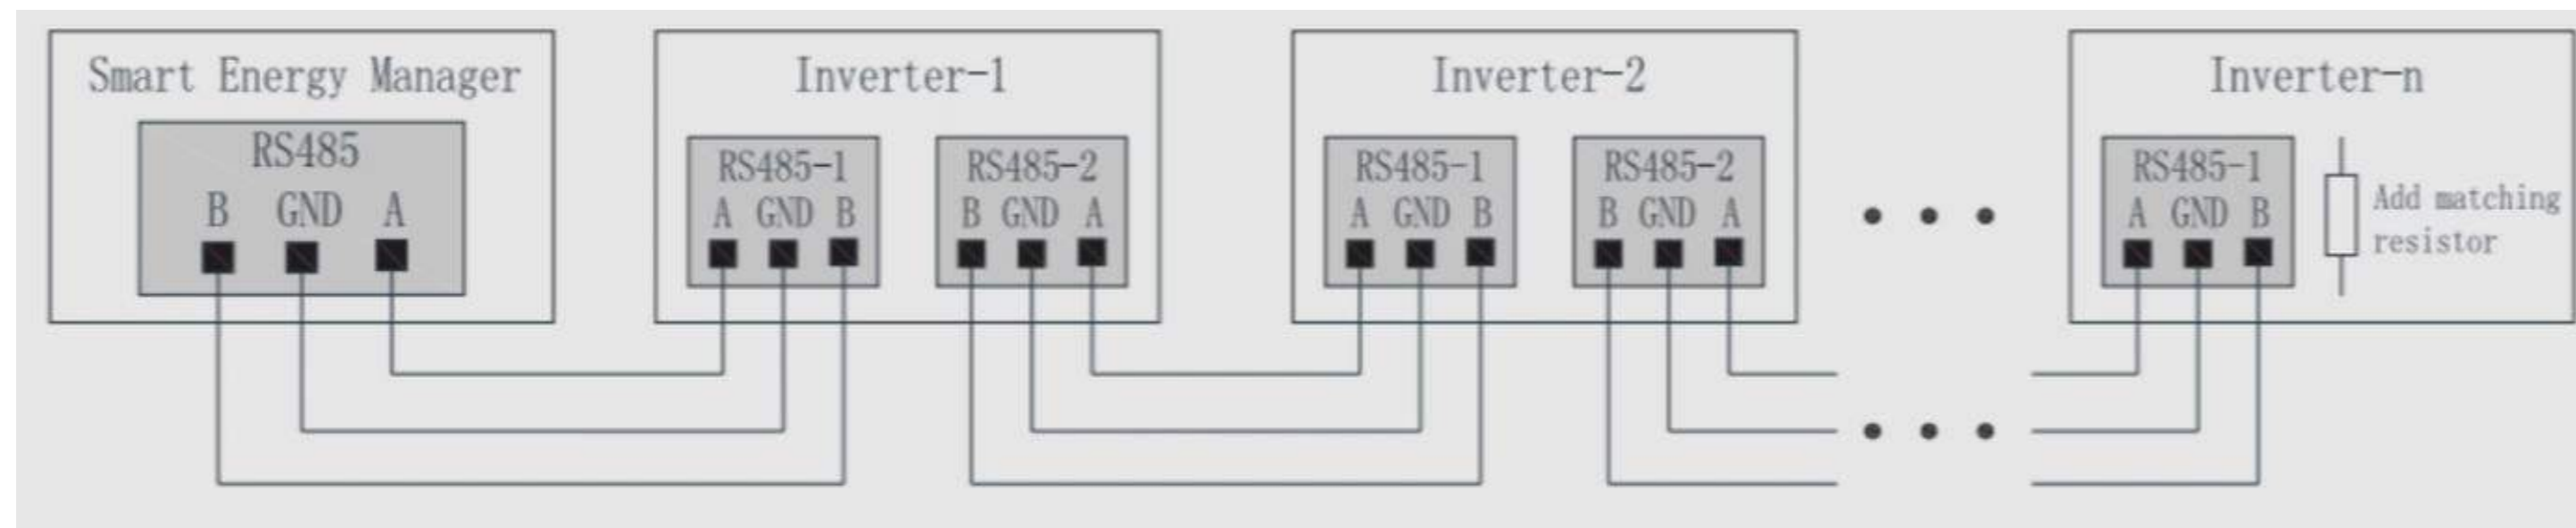 Smart Energy Manager
RS485
B GND A
Inverter-1
RS485-1
A GND B
RS485-2
B GND A
Inverter-2
RS485-1
A GND B
RS485-2
B GND A
Inverter-n
RS485-1
A GND B
Add matching
resistor